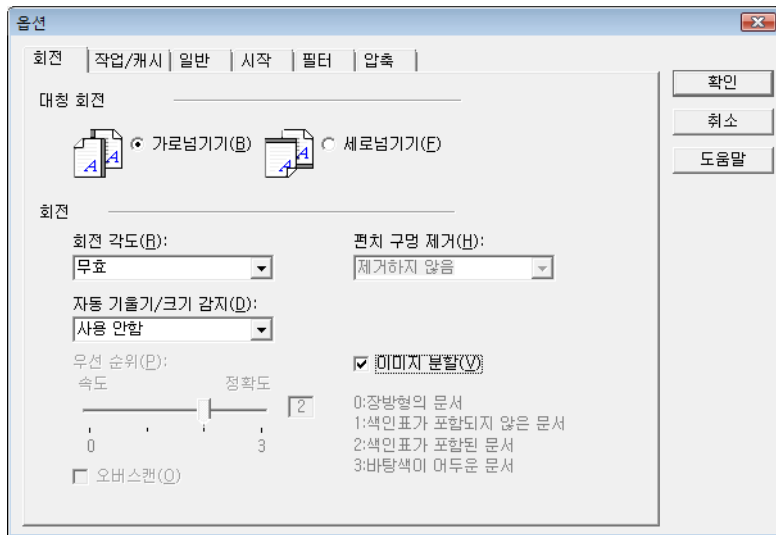 옵션
회전 작업/캐시 일반 시작 필터 압축
확인
취소
도움말
대칭 회전
A A 가로넘기기(B) A A 세로넘기기(F)
회전
회전 각도(R): 펀치 구멍 제거(H):
무효 제거하지 않음
자동 기울기/크기 감지(D):
사용 안함
우선 순위(P): 이미지 분할(V)
속도 정확도
2
0 3
0:장방형의 문서
1:색인표가 포함되지 않은 문서
2:색인표가 포함된 문서
3:바탕색이 어두운 문서
오버스캔(O)